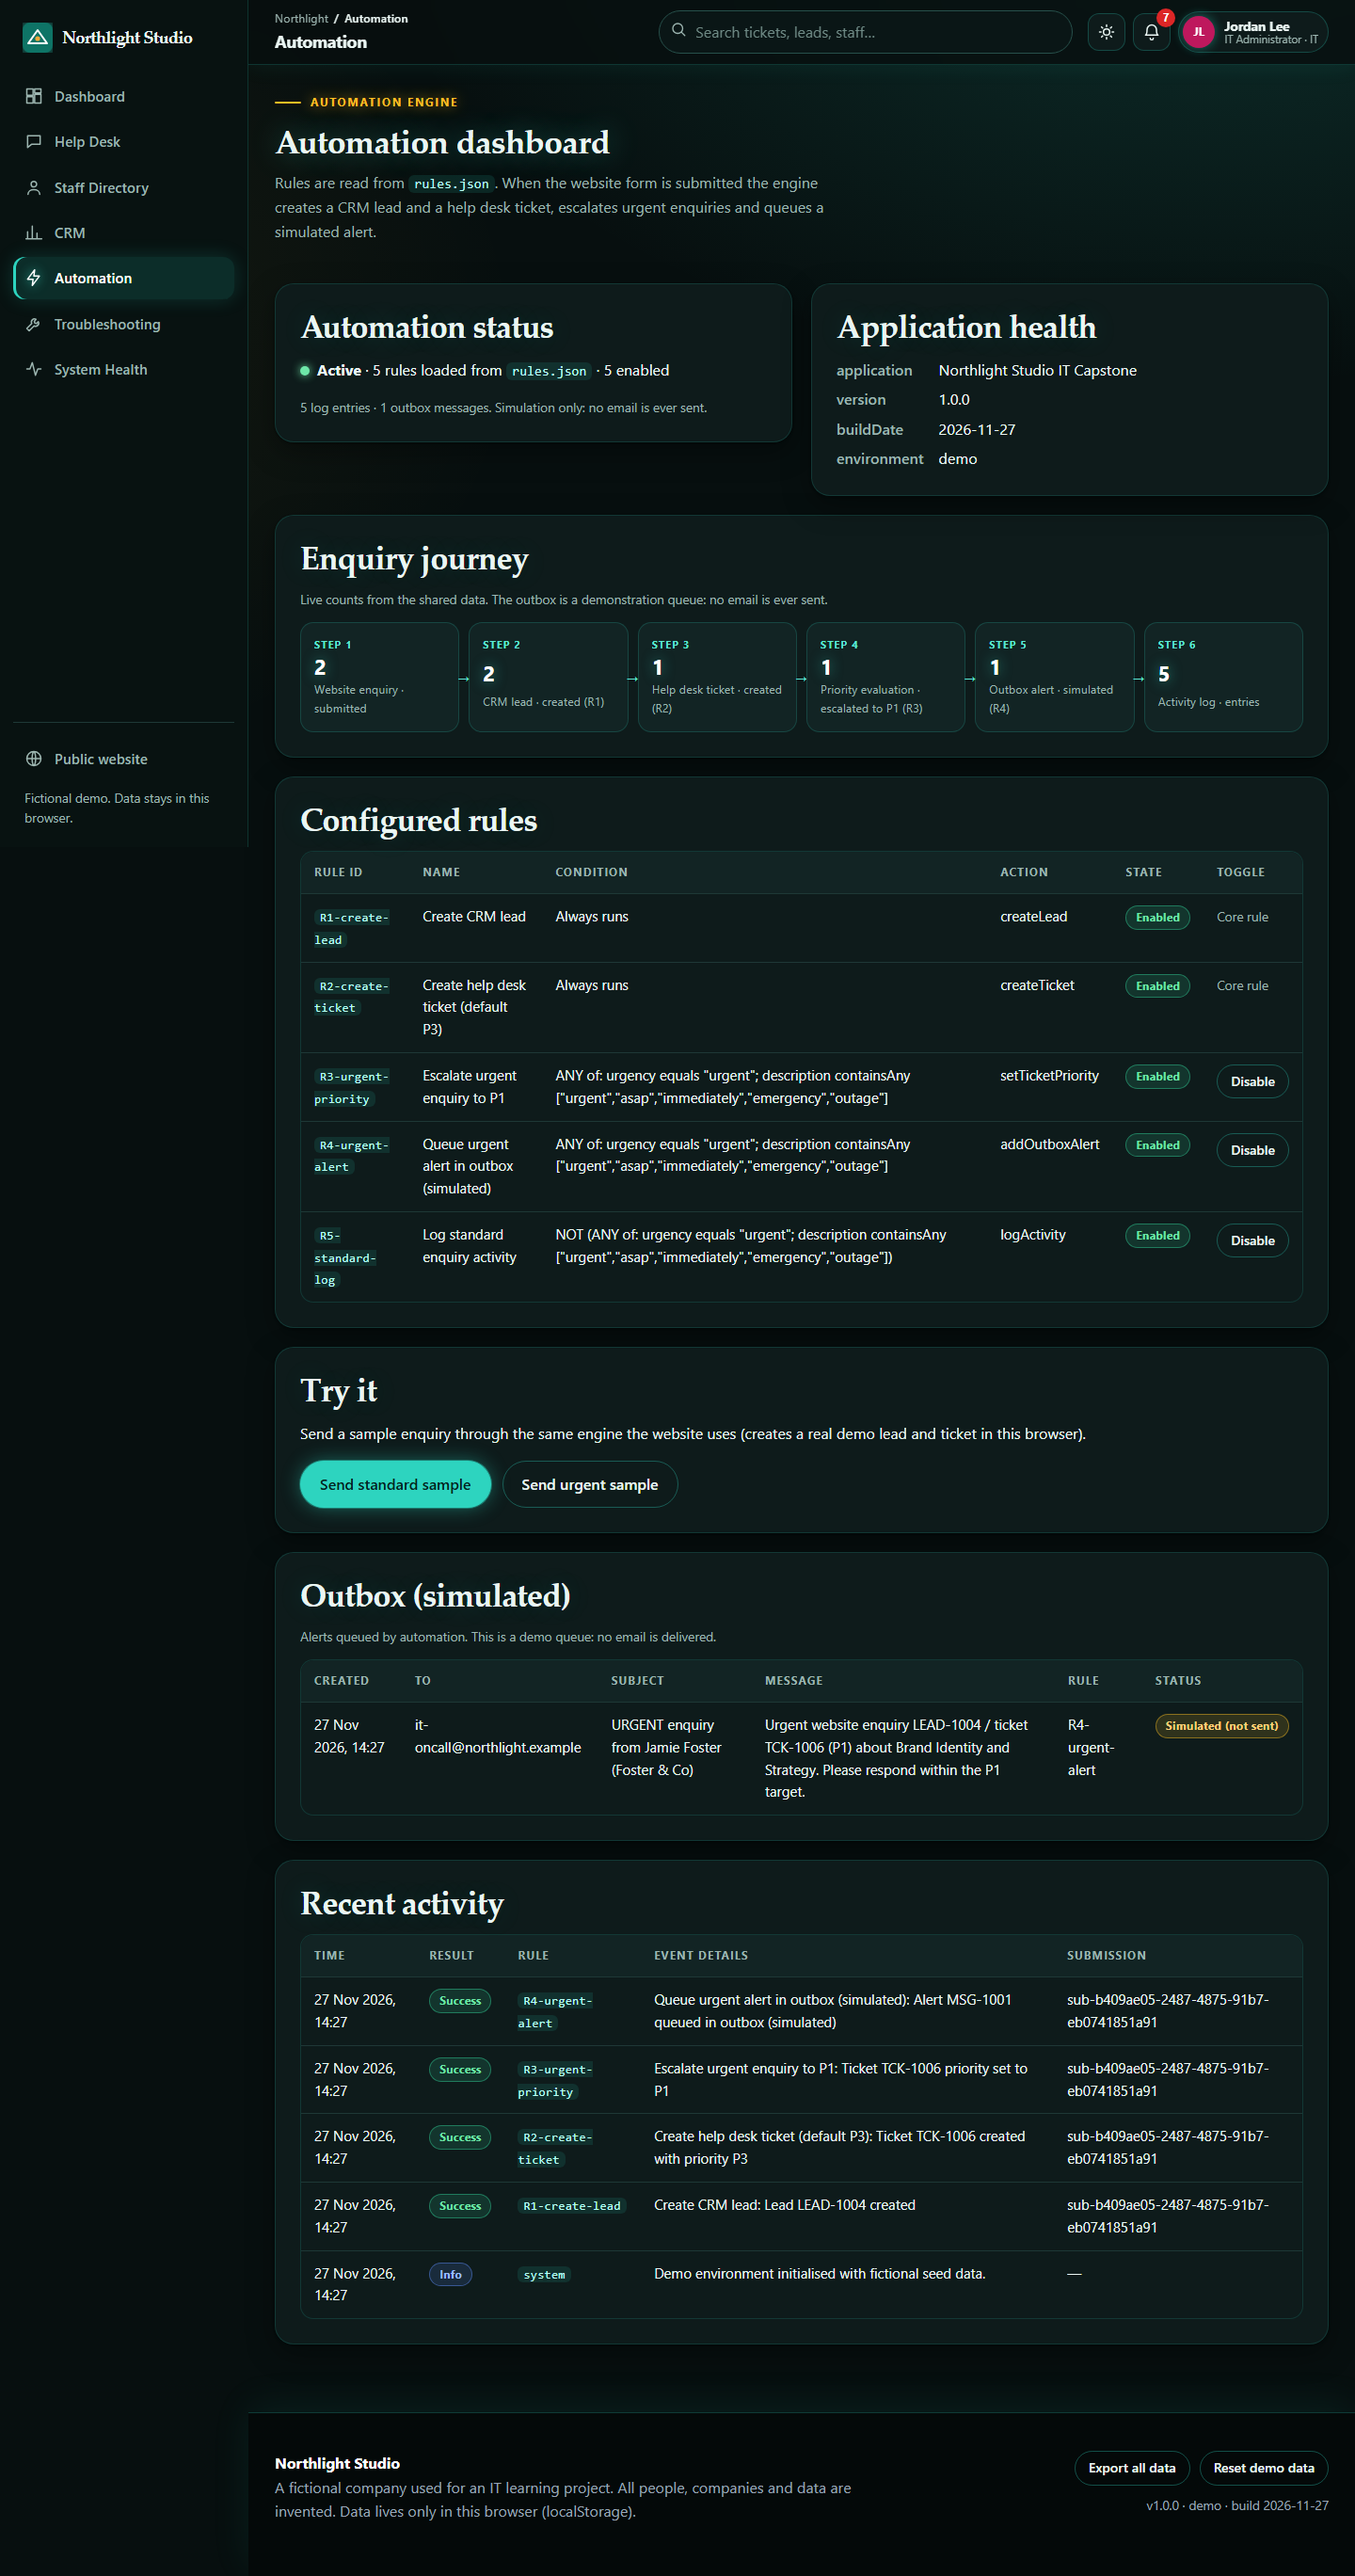 Northlight Studio
Dashboard
Help Desk
Staff Directory
CRM
Automation
Troubleshooting
System Health
Public website
Fictional demo. Data stays in this
browser.
Northlight / Automation
Automation
Search tickets, leads, staff...
7
JL
Jordan Lee
IT Administrator · IT
AUTOMATION ENGINE
Automation dashboard
Rules are read from rules.json. When the website form is submitted the engine
creates a CRM lead and a help desk ticket, escalates urgent enquiries and queues a
simulated alert.
Automation status
Active · 5 rules loaded from rules.json · 5 enabled
5 log entries · 1 outbox messages. Simulation only: no email is ever sent.
Application health
application Northlight Studio IT Capstone
version 1.0.0
buildDate 2026-11-27
environment demo
Enquiry journey
Live counts from the shared data. The outbox is a demonstration queue: no email is ever sent.
STEP 1
2
Website enquiry ·
submitted
→
STEP 2
2
CRM lead · created (R1)
→
STEP 3
1
Help desk ticket · created
(R2)
→
STEP 4
1
Priority evaluation ·
escalated to P1 (R3)
→
STEP 5
1
Outbox alert · simulated
(R4)
→
STEP 6
5
Activity log · entries
Configured rules
RULE ID NAME CONDITION ACTION STATE TOGGLE
R1-create-
lead
Create CRM lead
Always runs
createLead
Enabled
Core rule
R2-create-
ticket
Create help desk
ticket (default
P3)
Always runs
createTicket
Enabled
Core rule
R3-urgent-
priority
Escalate urgent
enquiry to P1
ANY of: urgency equals "urgent"; description containsAny
["urgent","asap","immediately","emergency","outage"]
setTicketPriority
Enabled
Disable
R4-urgent-
alert
Queue urgent
alert in outbox
(simulated)
ANY of: urgency equals "urgent"; description containsAny
["urgent","asap","immediately","emergency","outage"]
addOutboxAlert
Enabled
Disable
R5-
standard-
log
Log standard
enquiry activity
NOT (ANY of: urgency equals "urgent"; description containsAny
["urgent","asap","immediately","emergency","outage"])
logActivity
Enabled
Disable
Try it
Send a sample enquiry through the same engine the website uses (creates a real demo lead and ticket in this browser).
Send standard sample
Send urgent sample
Outbox (simulated)
Alerts queued by automation. This is a demo queue: no email is delivered.
CREATED TO SUBJECT MESSAGE RULE STATUS
27 Nov
2026, 14:27
it-
oncall@northlight.example
URGENT enquiry
from Jamie Foster
(Foster & Co)
Urgent website enquiry LEAD-1004 / ticket
TCK-1006 (P1) about Brand Identity and
Strategy. Please respond within the P1
target.
R4-
urgent-
alert
Simulated (not sent)
Recent activity
TIME RESULT RULE EVENT DETAILS SUBMISSION
27 Nov 2026,
14:27
Success
R4-urgent-
alert
Queue urgent alert in outbox (simulated): Alert MSG-1001
queued in outbox (simulated)
sub-b409ae05-2487-4875-91b7-
eb0741851a91
27 Nov 2026,
14:27
Success
R3-urgent-
priority
Escalate urgent enquiry to P1: Ticket TCK-1006 priority set to
P1
sub-b409ae05-2487-4875-91b7-
eb0741851a91
27 Nov 2026,
14:27
Success
R2-create-
ticket
Create help desk ticket (default P3): Ticket TCK-1006 created
with priority P3
sub-b409ae05-2487-4875-91b7-
eb0741851a91
27 Nov 2026,
14:27
Success
R1-create-lead
Create CRM lead: Lead LEAD-1004 created
sub-b409ae05-2487-4875-91b7-
eb0741851a91
27 Nov 2026,
14:27
Info
system
Demo environment initialised with fictional seed data.
—
Northlight Studio
A fictional company used for an IT learning project. All people, companies and data are
invented. Data lives only in this browser (localStorage).
Export all data
Reset demo data
v1.0.0 · demo · build 2026-11-27